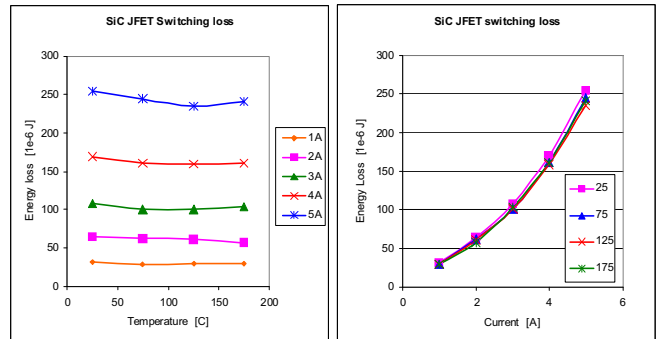 SiC JFET Switching loss
Energy loss [1e-6 J]
300
250
200
150
100
50
0
0 50 100 150 200
Temperature [C]
1A
2A
3A
4A
5A
SiC JFET switching loss
Energy Loss [1e-6 J]
300
250
200
150
100
50
0
0 2 4 6
Current [A]
25
75
125
175